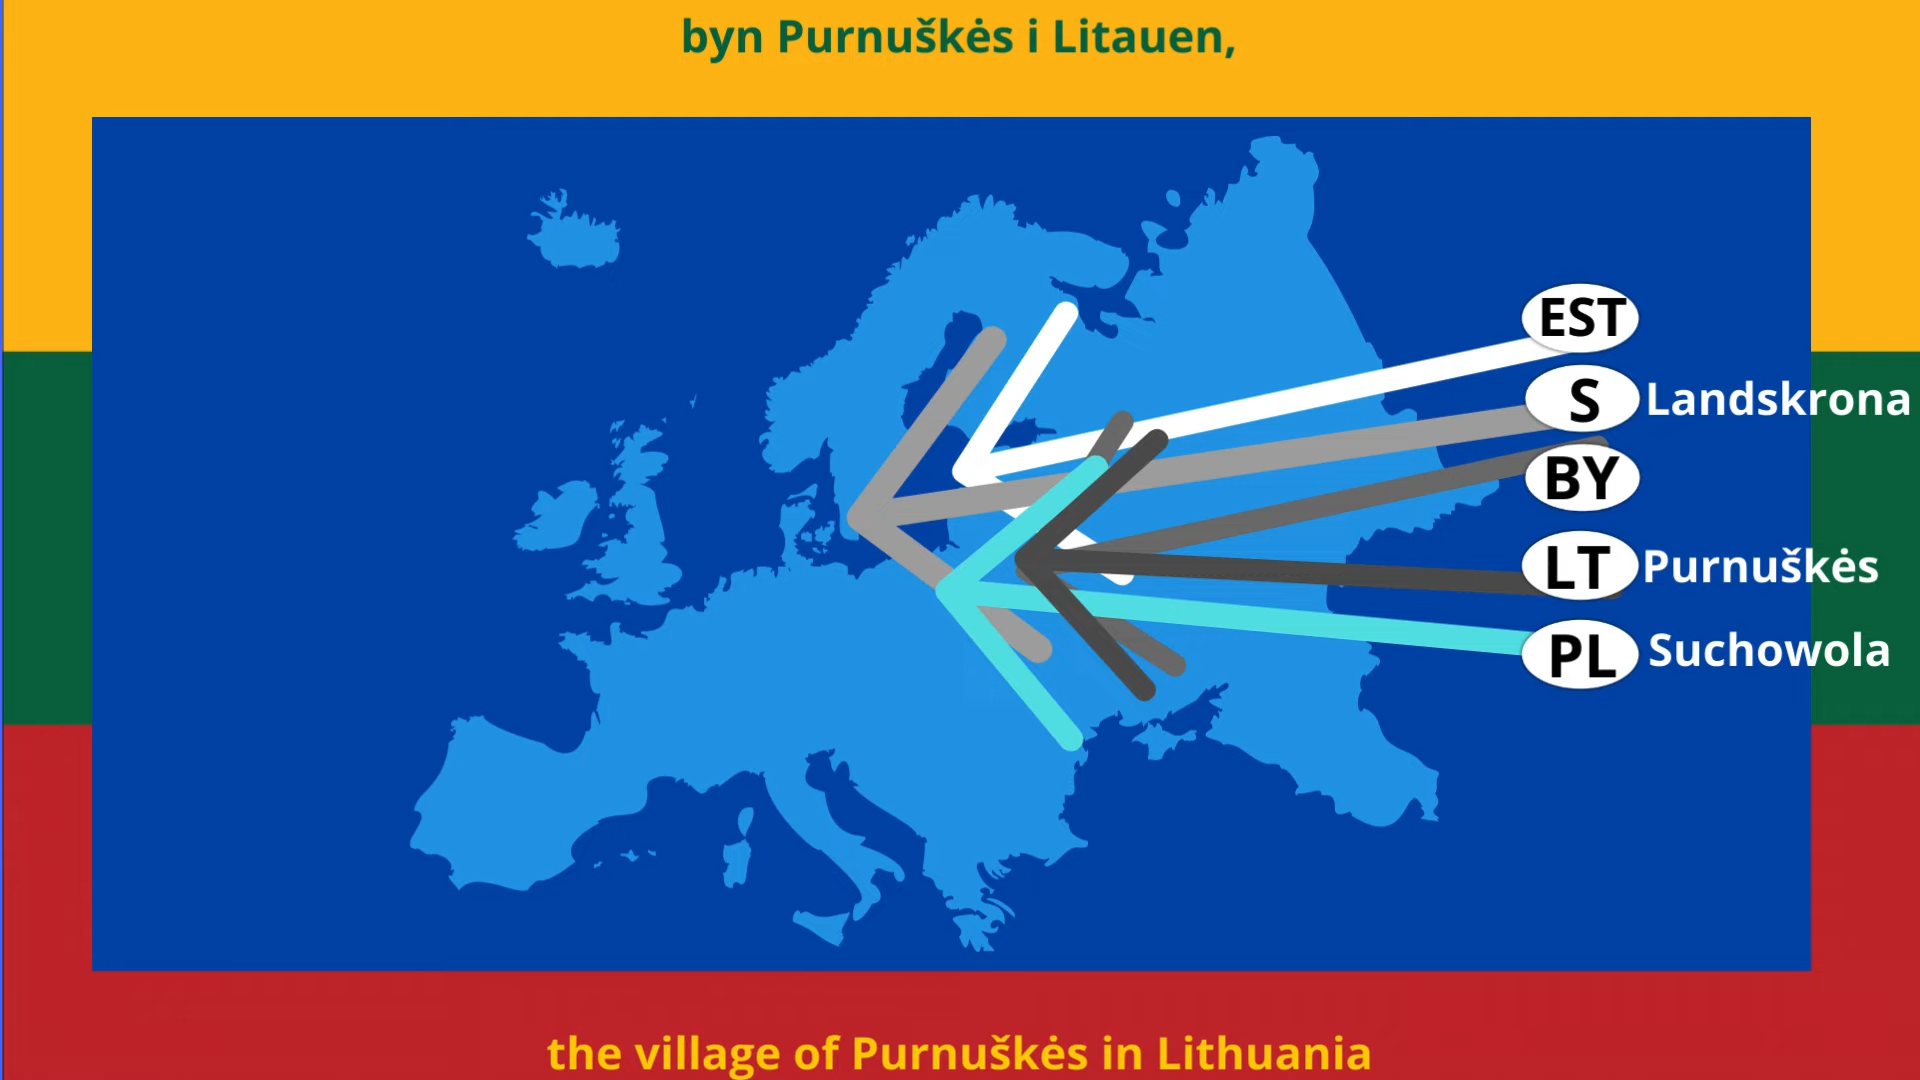 byn Purnuškės i Litauen,
EST
S Landskrona
BY
LT Purnuškės
PL Suchowola
the village of Purnuškės in Lithuania